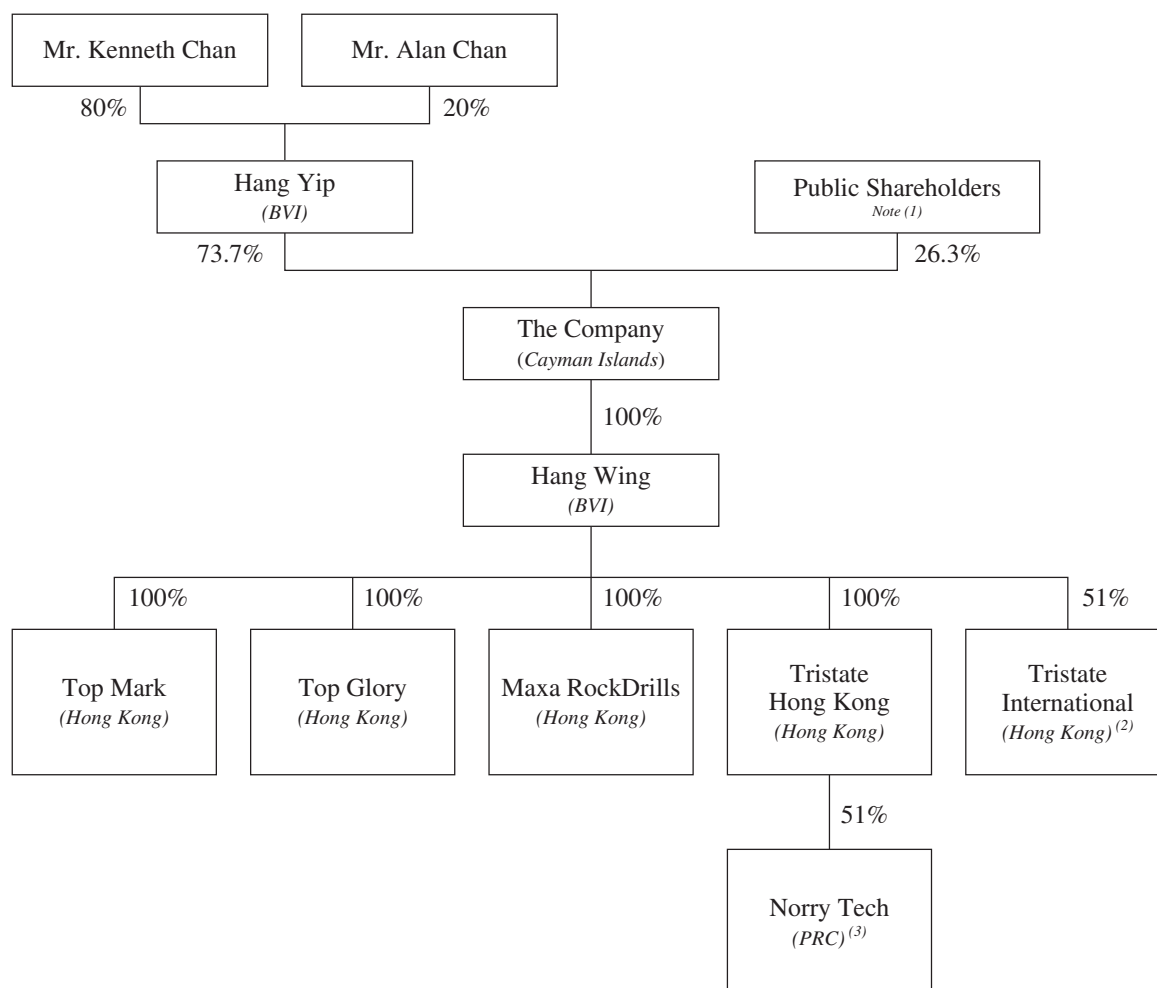 Mr. Kenneth Chan
Mr. Alan Chan
80%
20%
Hang Yip
(BVI)
Public Shareholders
Note (1)
73.7%
26.3%
The Company
(Cayman Islands)
100%
Hang Wing
(BVI)
100%
100%
100%
100%
51%
Top Mark
(Hong Kong)
Top Glory
(Hong Kong)
Maxa RockDrills
(Hong Kong)
Tristate
Hong Kong
(Hong Kong)
Tristate
International
(Hong Kong) (2)
51%
Norry Tech
(PRC) (3)